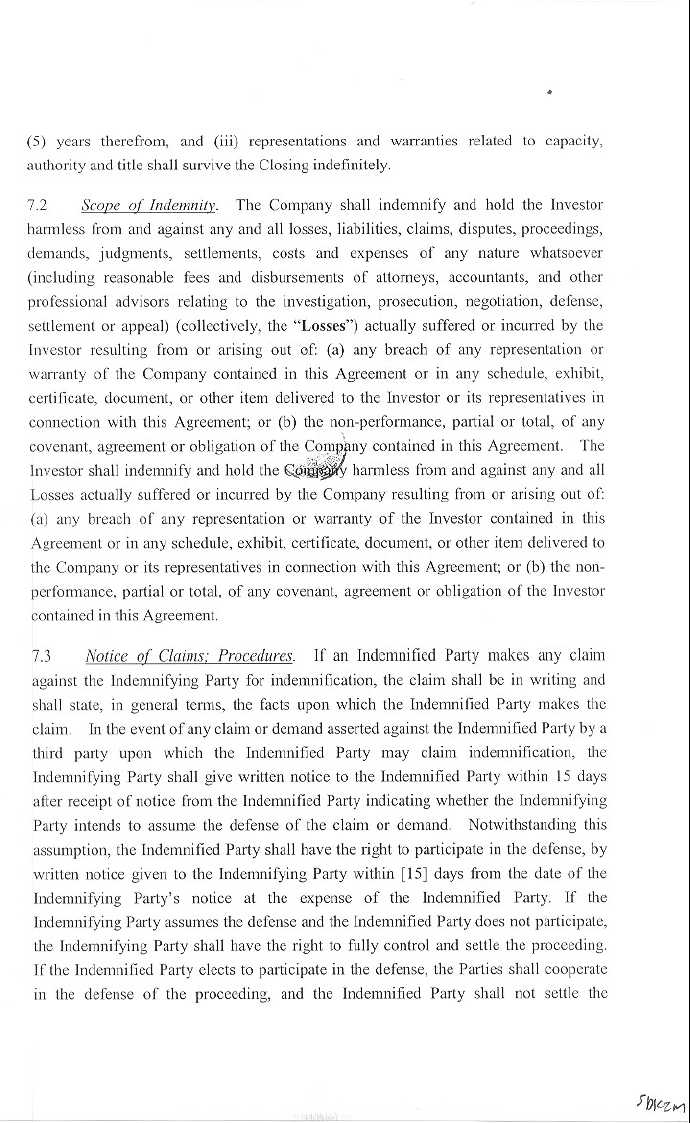 (5) years therefrom, and (iii) representations and warranties related to capacity,
authority and title shall survive the Closing indefinitely.
7.2 Scope of Indemnity. The Company shall indemnify and hold the Investor
harmless from and against any and all losses, liabilities, claims, disputes, proceedings,
demands, judgments, settlements, costs and expenses of any nature whatsoever
(including reasonable fees and disbursements of attorneys, accountants, and other
professional advisors relating to the investigation, prosecution, negotiation, defense,
settlement or appeal) (collectively, the “Losses”) actually suffered or incurred by the
Investor resulting from or arising out of: (a) any breach of any representation or
warranty of the Company contained in this Agreement or in any schedule, exhibit,
certificate, document, or other item delivered to the Investor or its representatives in
connection with this Agreement; or (b) the non-performance, partial or total, of any
covenant, agreement or obligation of the Company contained in this Agreement. The
Investor shall indemnify and hold the Company harmless from and against any and all
Losses actually suffered or incurred by the Company resulting from or arising out of:
(a) any breach of any representation or warranty of the Investor contained in this
Agreement or in any schedule, exhibit, certificate, document, or other item delivered to
the Company or its representatives in connection with this Agreement; or (b) the non-
performance, partial or total, of any covenant, agreement or obligation of the Investor
contained in this Agreement.
7.3 Notice of Claims; Procedures. If an Indemnified Party makes any claim
against the Indemnifying Party for indemnification, the claim shall be in writing and
shall state, in general terms, the facts upon which the Indemnified Party makes the
claim. In the event of any claim or demand asserted against the Indemnified Party by a
third party upon which the Indemnified Party may claim indemnification, the
Indemnifying Party shall give written notice to the Indemnified Party within 15 days
after receipt of notice from the Indemnified Party indicating whether the Indemnifying
Party intends to assume the defense of the claim or demand. Notwithstanding this
assumption, the Indemnified Party shall have the right to participate in the defense, by
written notice given to the Indemnifying Party within [15] days from the date of the
Indemnifying Party’s notice at the expense of the Indemnified Party. If the
Indemnifying Party assumes the defense and the Indemnified Party does not participate,
the Indemnifying Party shall have the right to fully control and settle the proceeding.
If the Indemnified Party elects to participate in the defense, the Parties shall cooperate
in the defense of the proceeding, and the Indemnified Party shall not settle the